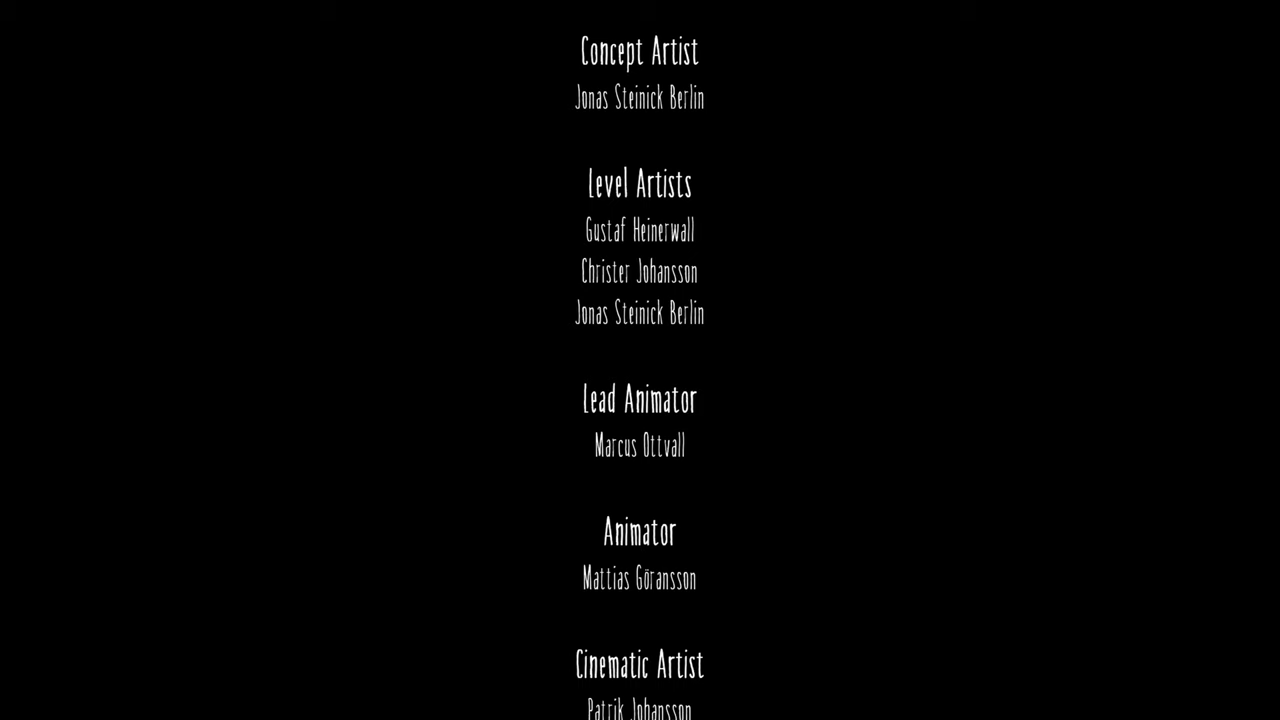 Concept Artist
Jonas Steinick Berlin
Level Artists
Gustaf Heinerwall
Christer Johansson
Jonas Steinick Berlin
Lead Animator
Marcus Ottvall
Animator
Mattias Göransson
Cinematic Artist
Patrik Johansson